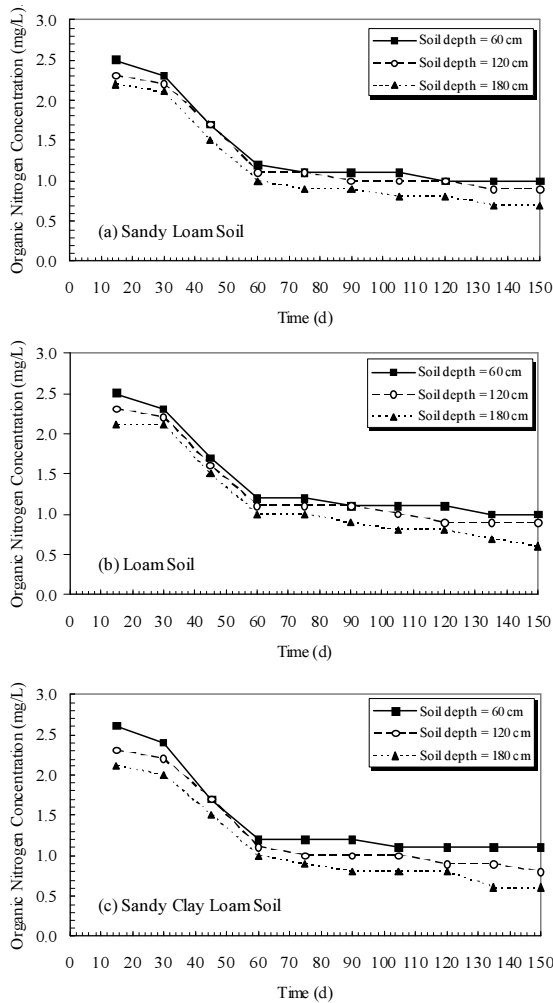 Organic Nitrogen Concentration (mg/L).
3.0
2.5
2.0
1.5
1.0
0.5
0.0
Soil depth = 60 cm
Soil depth = 120 cm
Soil depth = 180 cm
(a) Sandy Loam Soil
0 10 20 30 40 50 60 70 80 90 100 110 120 130 140 150
Time (d)
Organic Nitrogen Concentration (mg/L)
3.0
2.5
2.0
1.5
1.0
0.5
0.0
Soil depth = 60 cm
Soil depth = 120 cm
Soil depth = 180 cm
(b) Loam Soil
0 10 20 30 40 50 60 70 80 90 100 110 120 130 140 150
Time (d)
Organic Nitrogen Concentration (mg/L)
3.0
2.5
2.0
1.5
1.0
0.5
0.0
Soil depth = 60 cm
Soil depth = 120 cm
Soil depth = 180 cm
(c) Sandy Clay Loam Soil
0 10 20 30 40 50 60 70 80 90 100 110 120 130 140 150
Time (d)